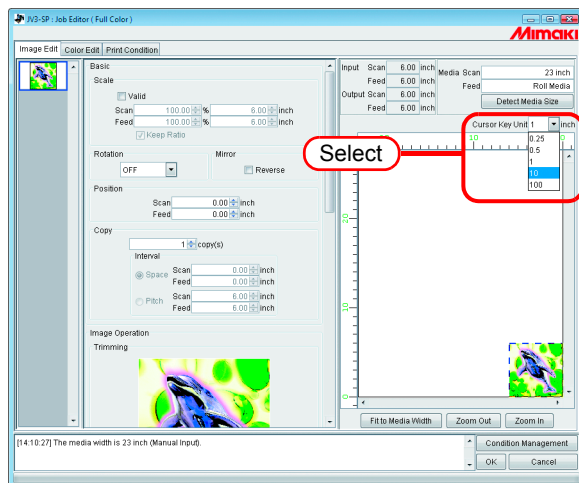 JV3-SP : Job Editor ( Full Color )
Mimaki
Image Edit
Color Edit
Print Condition
Basic
Scale
Valid
Scan 100.00 % 6.00 inch
Feed 100.00 % 6.00 inch
Keep Ratio
Rotation
OFF
Mirror
Reverse
Position
Scan 0.00 inch
Feed 0.00 inch
Copy
1 copy(s)
Interval
Space
Scan 0.00 inch
Feed 0.00 inch
Pitch
Scan 6.00 inch
Feed 6.00 inch
Image Operation
Trimming
Input Scan 6.00 inch
Feed 6.00 inch
Output Scan 6.00 inch
Feed 6.00 inch
Media Scan 23 inch
Feed Roll Media
Detect Media Size
Cursor Key Unit 1 inch
0.25
0.5
1
10
100
Select
10
0
20
10
0
Fit to Media Width
Zoom Out
Zoom In
[14:10:27] The media width is 23 inch (Manual Input).
Condition Management
OK
Cancel